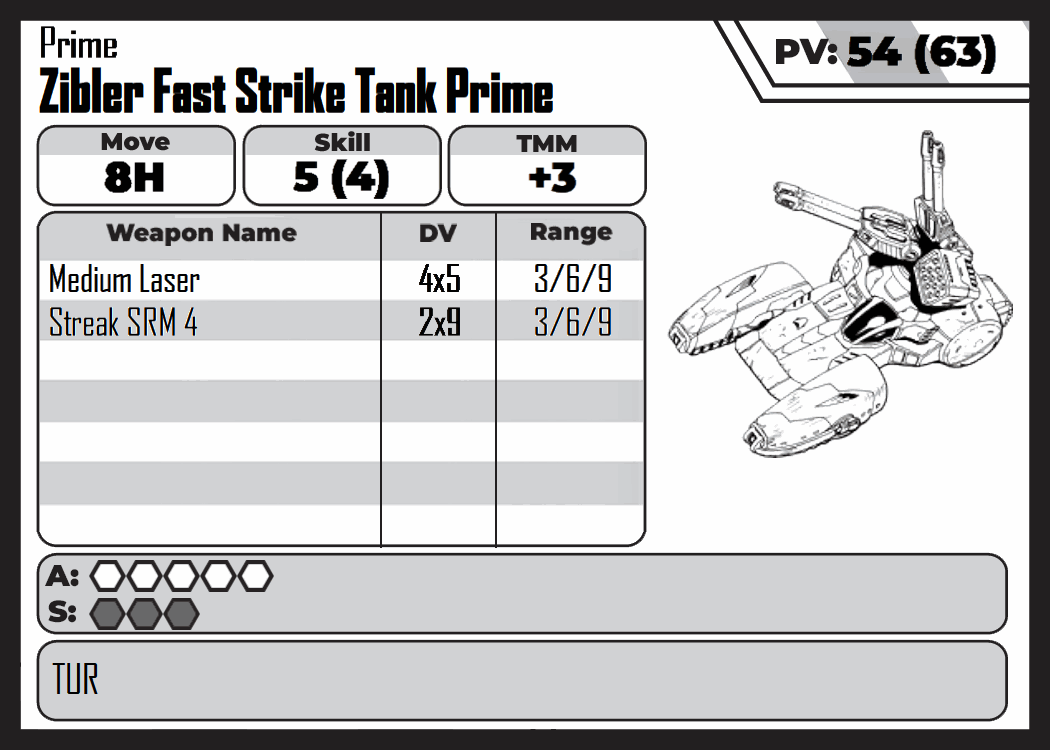 Prime
PV: 54 (63)
Zibler Fast Strike Tank Prime
Move Skill TMM
8H 5 (4) +3
Weapon Name DV Range
Medium Laser 4x5 3/6/9
Streak SRM 4 2x9 3/6/9
A:
S:
TUR